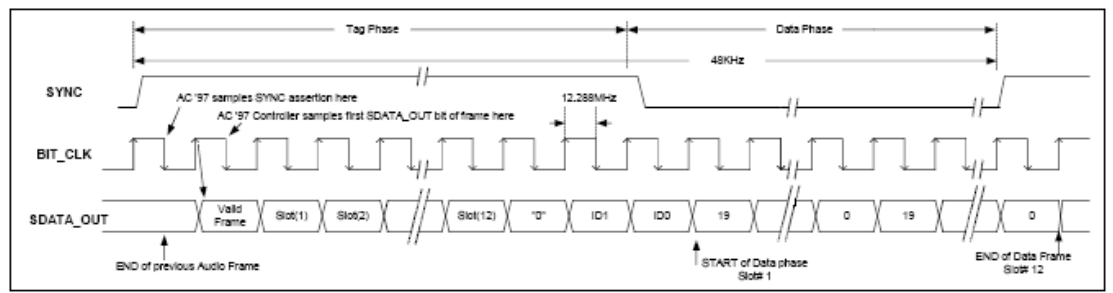 Tag Phase Data Phase
48KHz
SYNC
AC '97 samples SYNC assertion here
12.288MHz
AC '97 Controller samples first SDATA_OUT bit of frame here
BIT_CLK
SDATA_OUT
Valid Frame Slot(1) Slot(2) Slot(12) "0" ID1 ID0 19 0 19 0
END of previous Audio Frame
START of Data phase
Slot# 1
END of Data Frame
Slot# 12